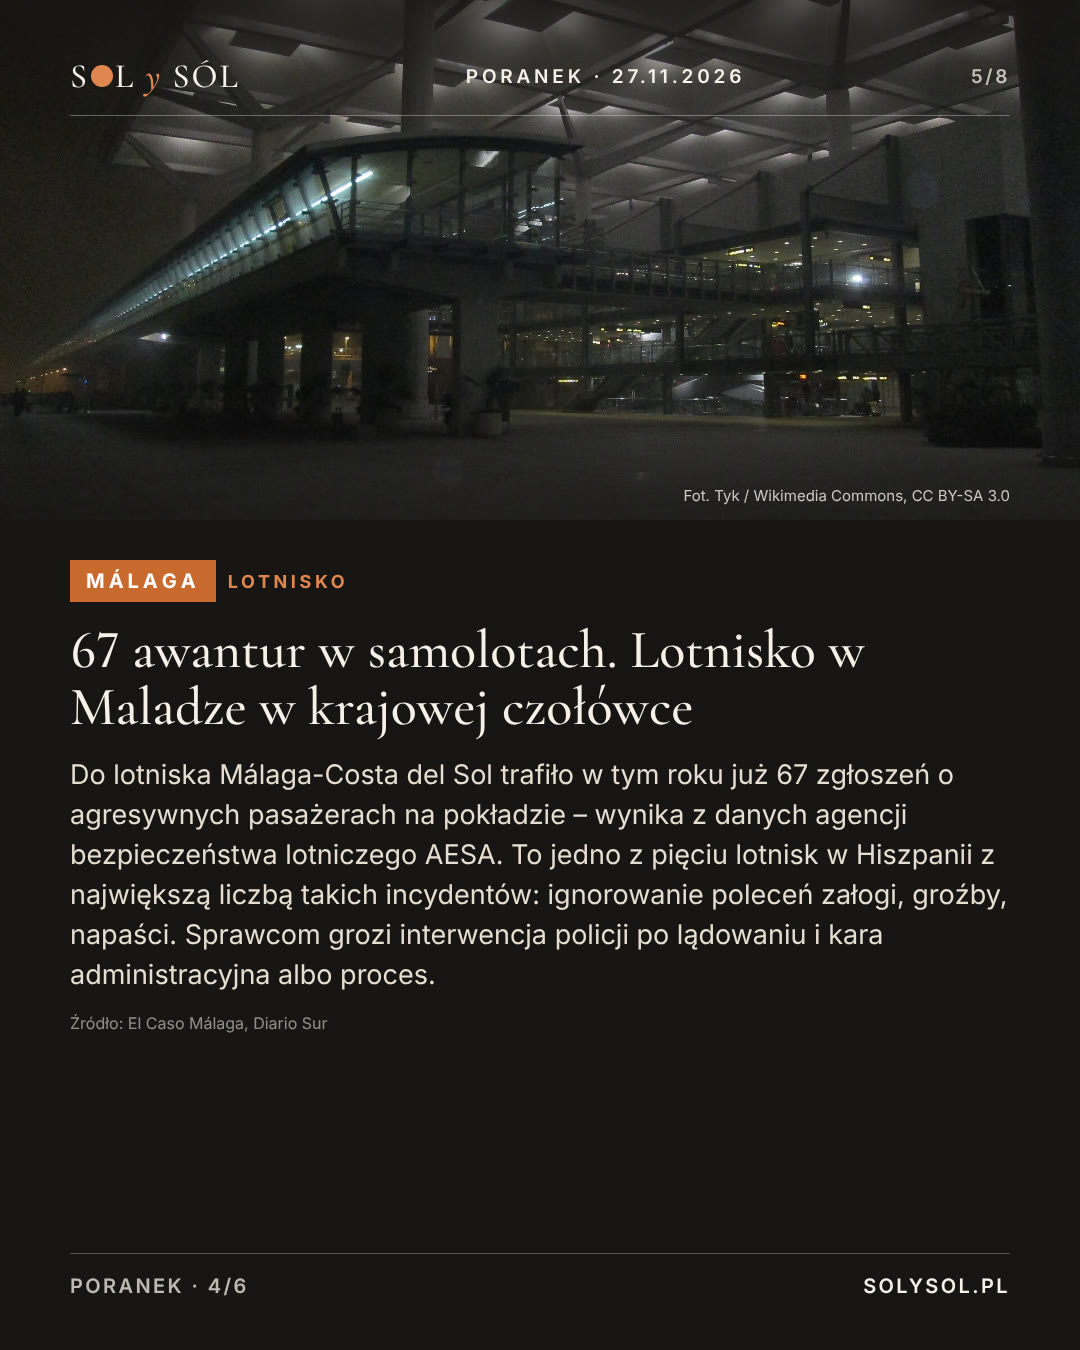 SOL y SÓL
PORANEK · 27.11.2026
5/8
Fot. Tyk / Wikimedia Commons, CC BY-SA 3.0
MÁLAGA LOTNISKO
67 awantur w samolotach. Lotnisko w
Maladze w krajowej czołówce
Do lotniska Málaga-Costa del Sol trafiło w tym roku już 67 zgłoszeń o
agresywnych pasażerach na pokładzie – wynika z danych agencji
bezpieczeństwa lotniczego AESA. To jedno z pięciu lotnisk w Hiszpanii z
największą liczbą takich incydentów: ignorowanie poleceń załogi, groźby,
napaści. Sprawcom grozi interwencja policji po lądowaniu i kara
administracyjna albo proces.
Źródło: El Caso Málaga, Diario Sur
PORANEK · 4/6
SOLYSOL.PL